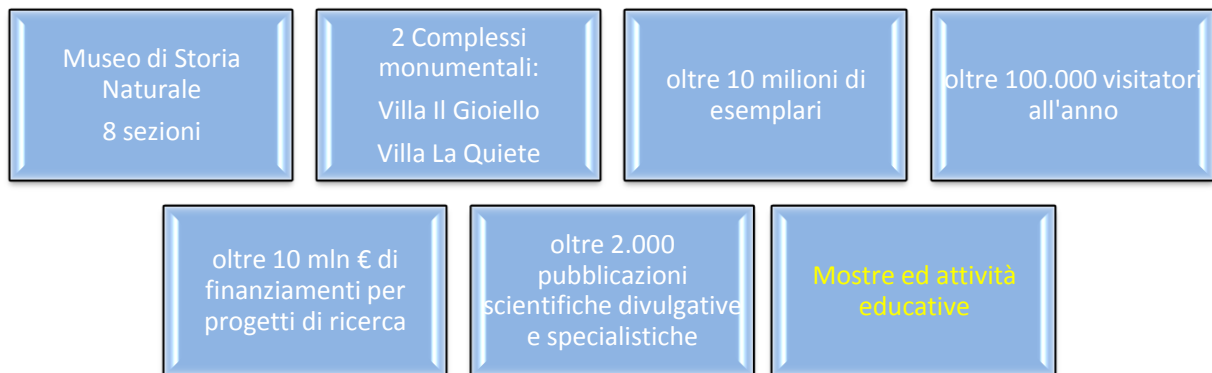 Museo di Storia
Naturale
8 sezioni
2 Complessi
monumentali:
Villa Il Gioiello
Villa La Quiete
oltre 10 milioni di
esemplari
oltre 100.000 visitatori
all'anno
oltre 10 mln € di
finanziamenti per
progetti di ricerca
oltre 2.000
pubblicazioni
scientifiche divulgative
e specialistiche
Mostre ed attività
educative